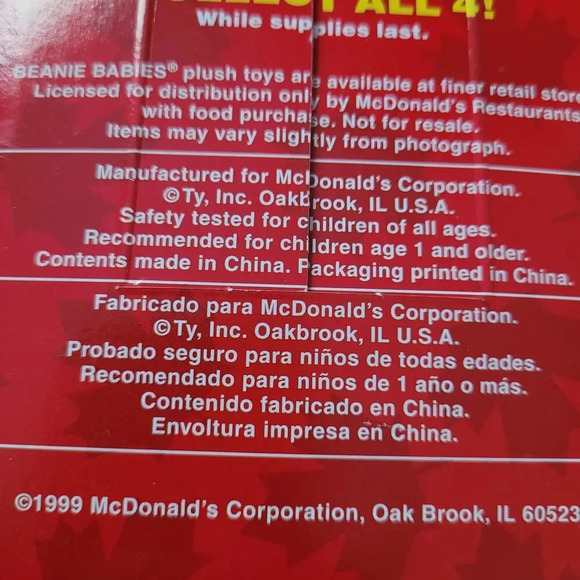 COLLECT ALL 4!
While supplies last.
BEANIE BABIES® plush toys are available at finer retail store
Licensed for distribution only by McDonald's Restaurants
with food purchase. Not for resale.
Items may vary slightly from photograph.
Manufactured for McDonald's Corporation.
©Ty, Inc. Oakbrook, IL U.S.A.
Safety tested for children of all ages.
Recommended for children age 1 and older.
Contents made in China. Packaging printed in China.
Fabricado para McDonald's Corporation.
©Ty, Inc. Oakbrook, IL U.S.A.
Probado seguro para niños de todas edades.
Recomendado para niños de 1 año o más.
Contenido fabricado en China.
Envoltura impresa en China.
©1999 McDonald's Corporation, Oak Brook, IL 60523